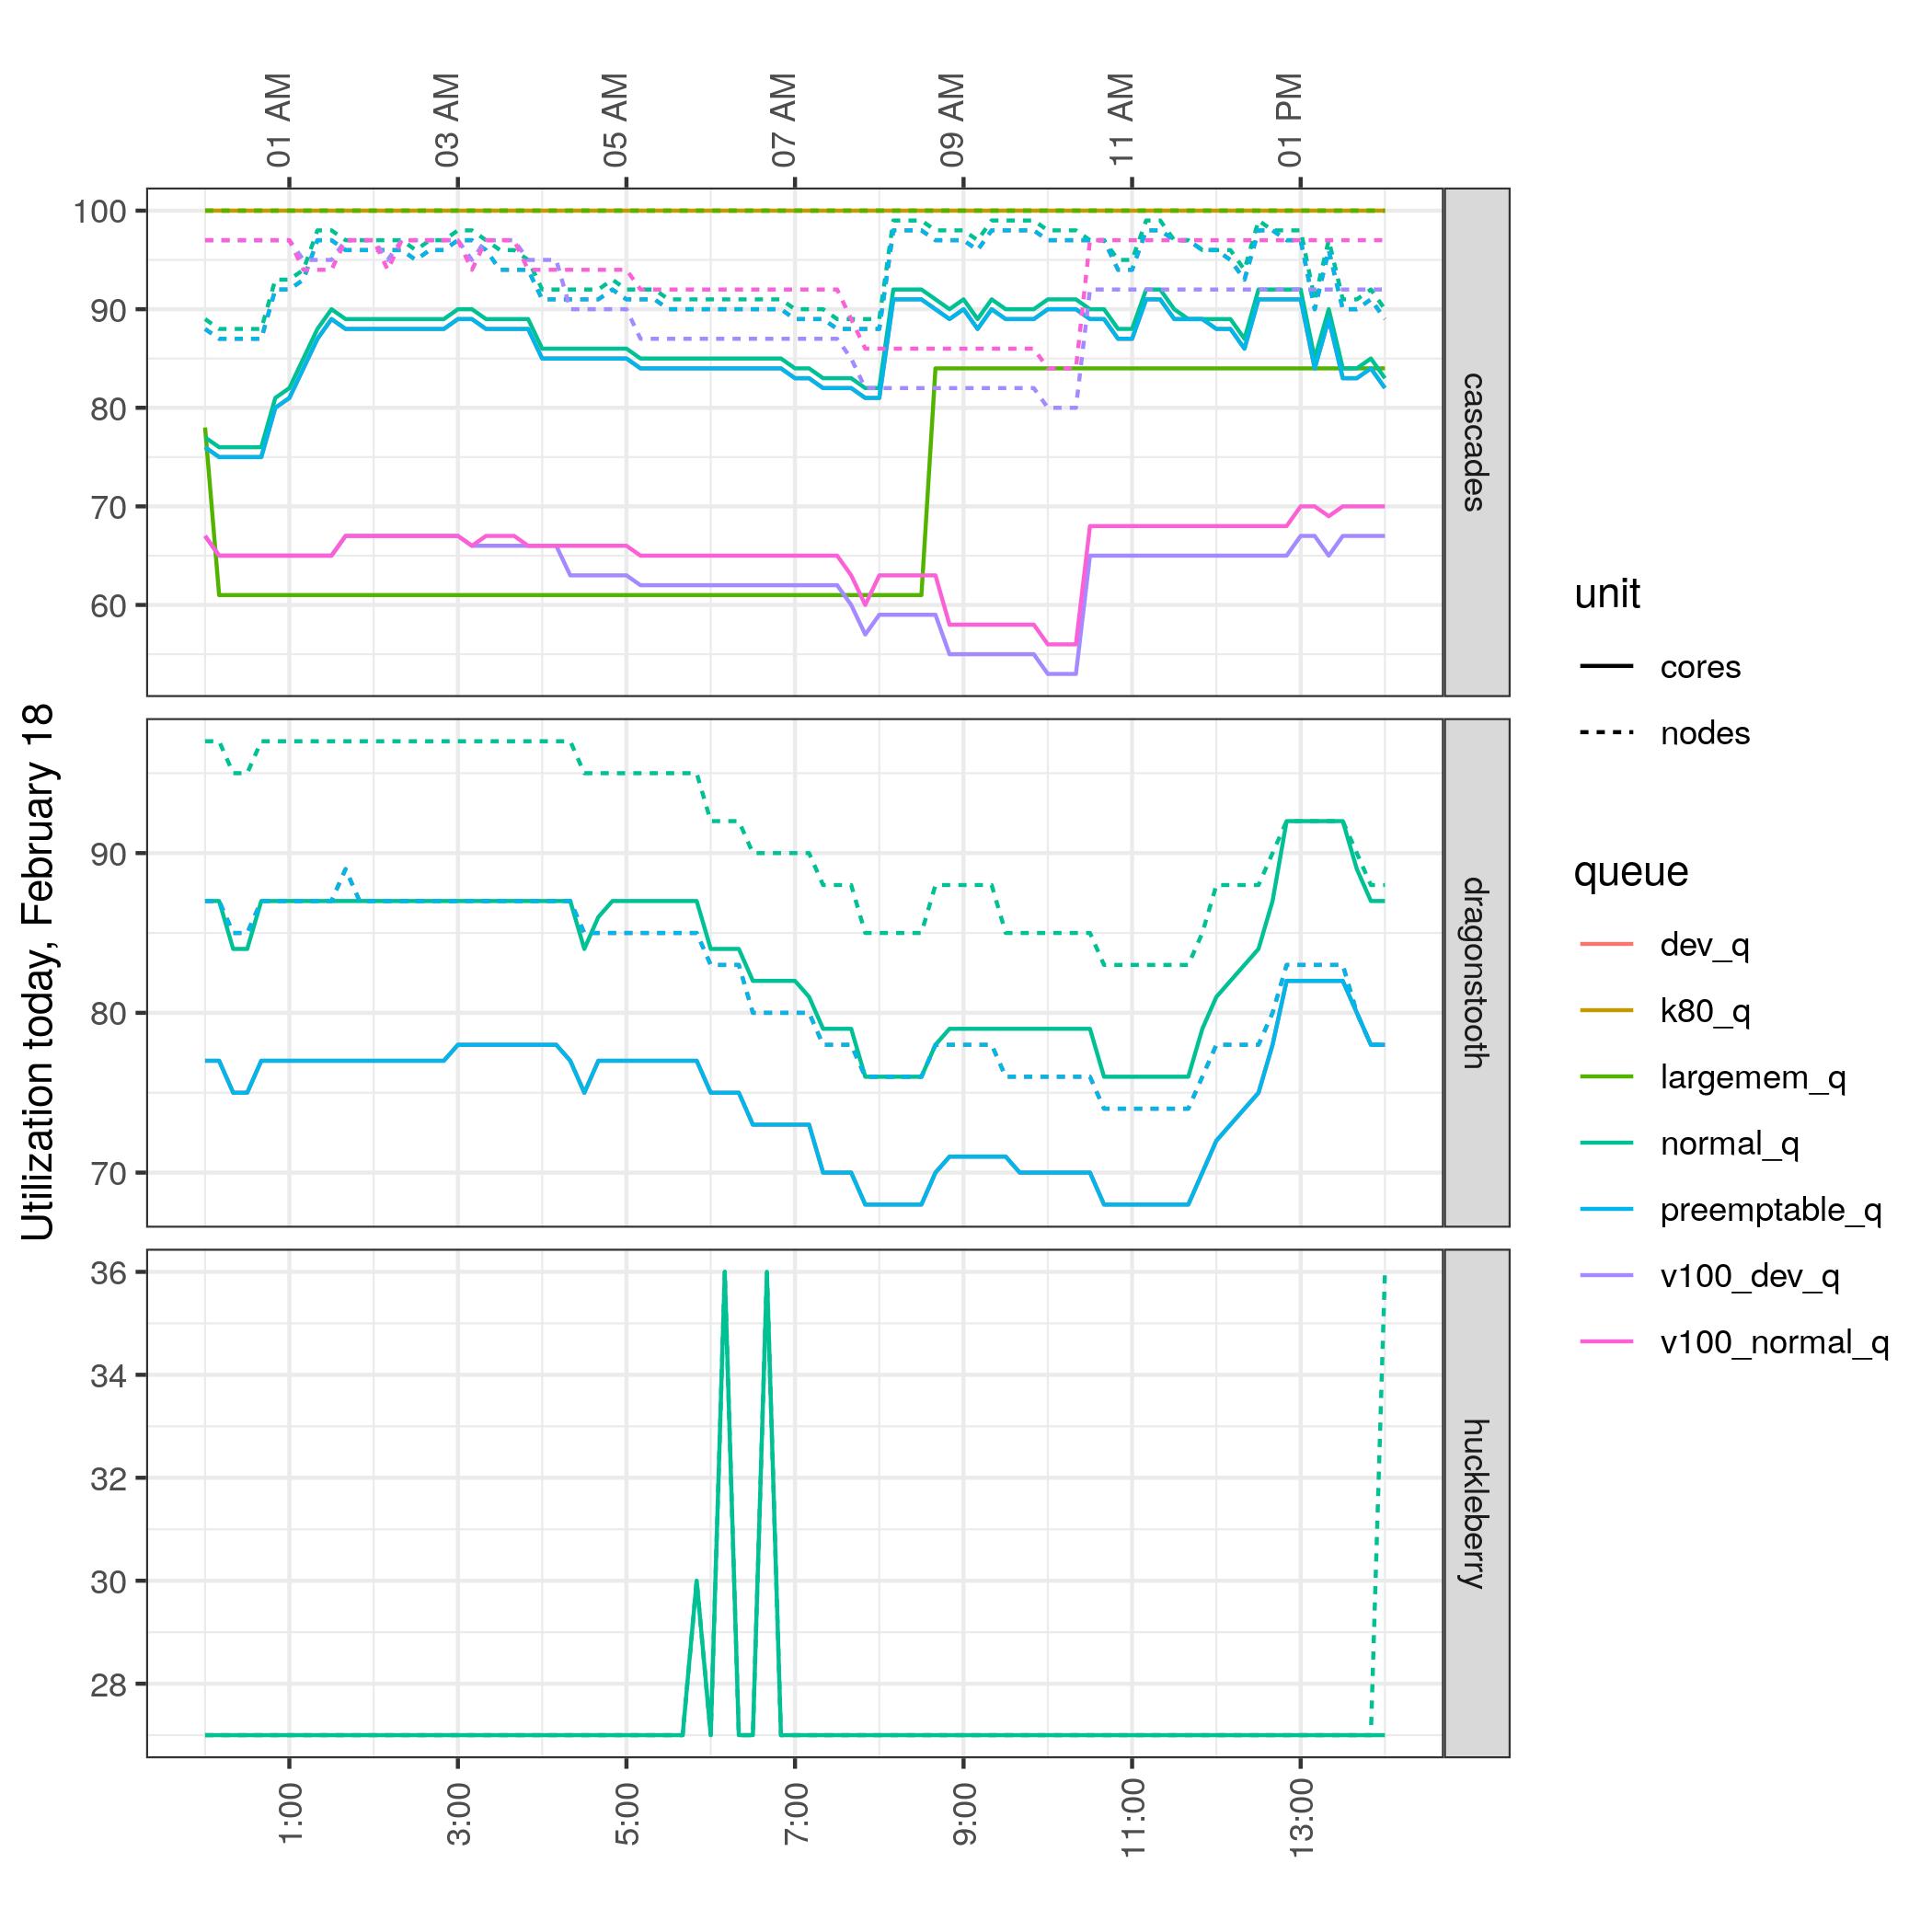 01 AM
03 AM
05 AM
07 AM
09 AM
11 AM
01 PM
Utilization today, February 18
100
90
80
70
60
cascades
90
80
70
dragonstooth
36
34
32
30
28
huckleberry
1:00
3:00
5:00
7:00
9:00
11:00
13:00
unit
cores
nodes
queue
dev_q
k80_q
largemem_q
normal_q
preemptable_q
v100_dev_q
v100_normal_q